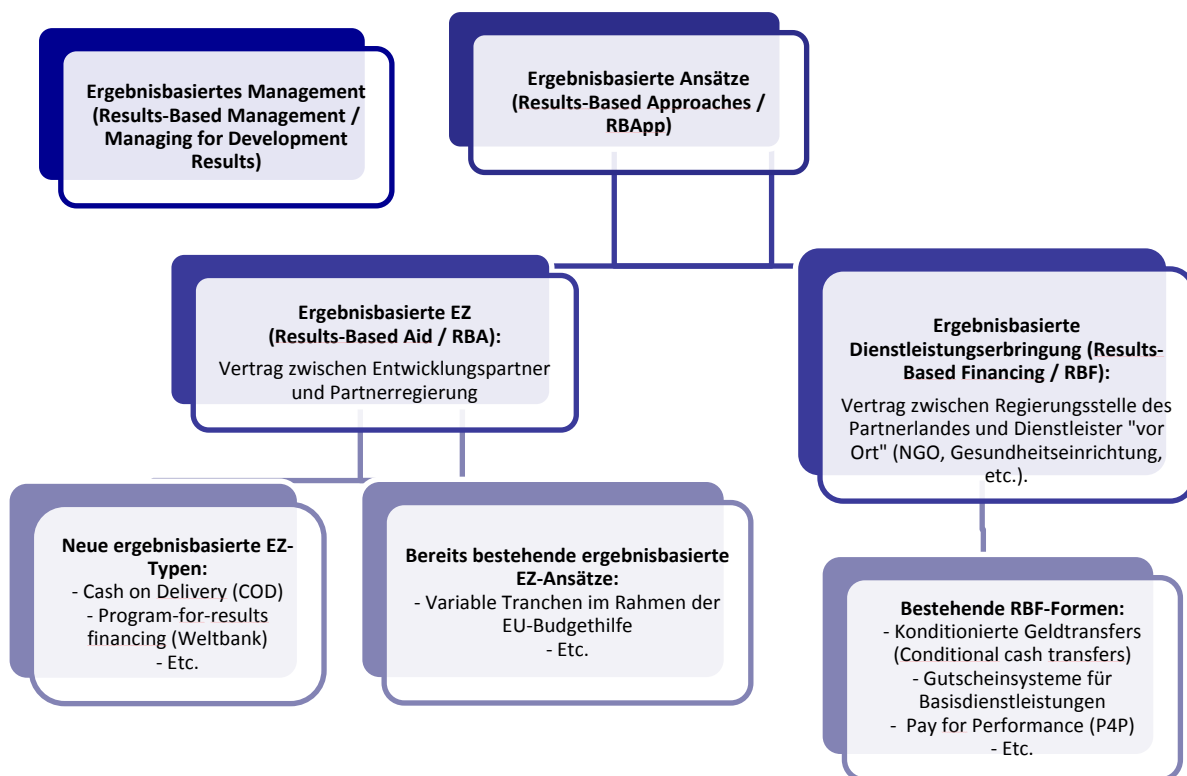 Ergebnisbasiertes Management
(Results-Based Management /
Managing for Development
Results)
Ergebnisbasierte Ansätze
(Results-Based Approaches /
RBApp)
Ergebnisbasierte EZ
(Results-Based Aid / RBA):
Vertrag zwischen Entwicklungspartner
und Partnerregierung
Ergebnisbasierte
Dienstleistungserbringung (Results-
Based Financing / RBF):
Vertrag zwischen Regierungsstelle des
Partnerlandes und Dienstleister "vor
Ort" (NGO, Gesundheitseinrichtung,
etc.).
Neue ergebnisbasierte EZ-
Typen:
- Cash on Delivery (COD)
- Program-for-results
financing (Weltbank)
- Etc.
Bereits bestehende ergebnisbasierte
EZ-Ansätze:
- Variable Tranchen im Rahmen der
EU-Budgethilfe
- Etc.
Bestehende RBF-Formen:
- Konditionierte Geldtransfers
(Conditional cash transfers)
- Gutscheinsysteme für
Basisdienstleistungen
- Pay for Performance (P4P)
- Etc.